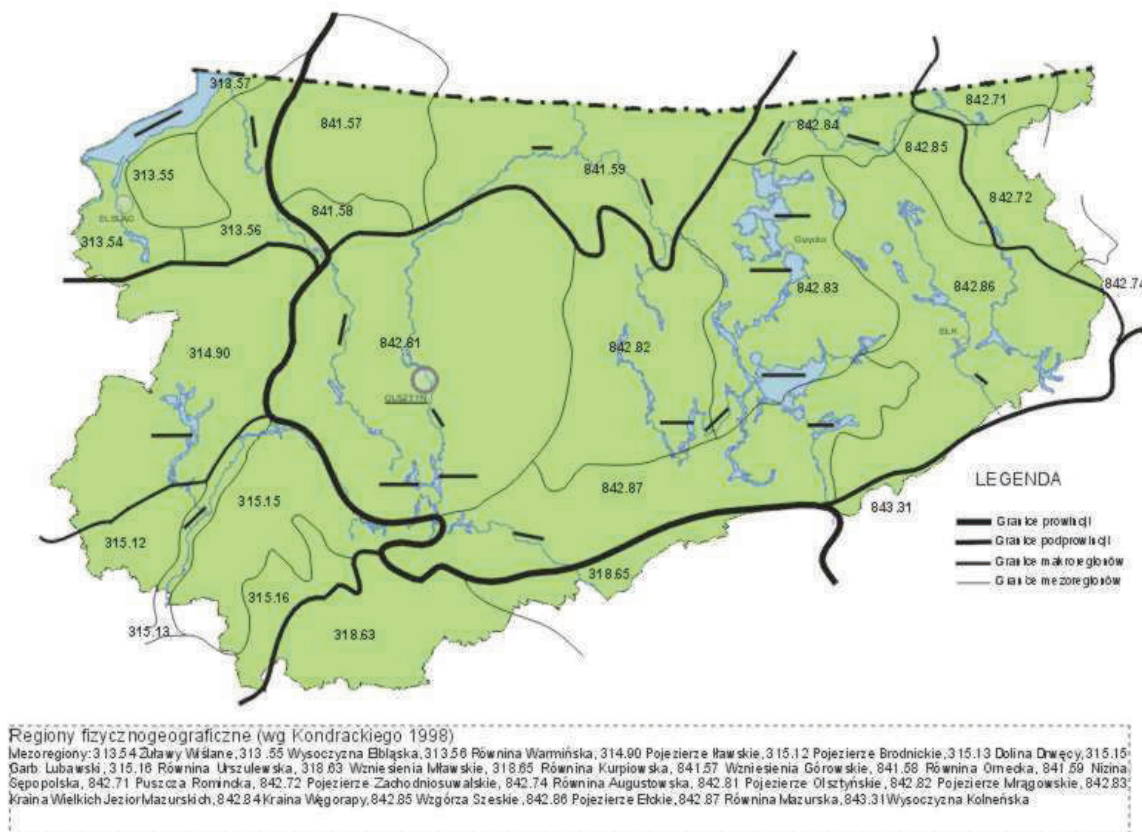 313.57
842.71
841.57
842.84
842.85
313.55
841.59
842.72
841.58
ELBLĄG
313.54
313.56
Giżycko
842.83
842.74
842.86
EŁK
314.90
842.81
842.82
OLSZTYN
LEGENDA
315.15
842.87
843.31
Granice prowincji
Granice podprowincji
315.12
Granice makroregionów
318.65
Granice mezoregionów
315.16
315.13
318.63
Regiony fizycznogeograficzne (wg Kondrackiego 1998)
Mezoregiony: 313.54 Żuławy Wiślane, 313 .55 Wysoczyzna Elbląska, 313.56 Równina Warmińska, 314.90 Pojezierze Iławskie, 315.12 Pojezierze Brodnickie, 315.13 Dolina Drwęcy, 315.15
Garb Lubawski, 315.16 Równina Urszulewska, 318.63 Wzniesienia Mławskie, 318.65 Równina Kurpiowska, 841.57 Wzniesienia Górowskie, 841.58 Równina Ornecka, 841.59 Nizina
Sępopolska, 842.71 Puszcza Romincka, 842.72 Pojezierze Zachodniosuwalskie, 842.74 Równina Augustowska, 842.81 Pojezierze Olsztyńskie, 842.82 Pojezierze Mrągowskie, 842.83
Kraina Wielkich Jezior Mazurskich, 842.84 Kraina Węgorapy, 842.85 Wzgórza Szeskie, 842.86 Pojezierze Ełckie, 842.87 Równina Mazurska, 843.31 Wysoczyzna Kolneńska